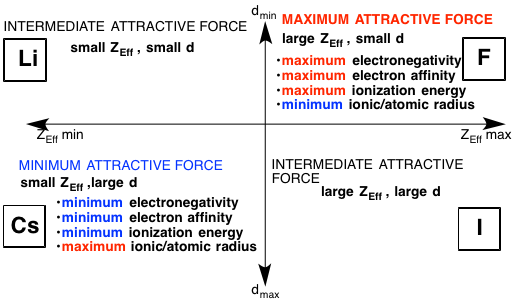 d_min
INTERMEDIATE ATTRACTIVE FORCE
small Z_Eff , small d
Li
MAXIMUM ATTRACTIVE FORCE
large Z_Eff, small d
F
•maximum electronegativity
•maximum electron affinity
•maximum ionization energy
•minimum ionic/atomic radius
Z_Eff min
Z_Eff max
MINIMUM ATTRACTIVE FORCE
small Z_Eff ,large d
Cs
•minimum electronegativity
•minimum electron affinity
•minimum ionization energy
•maximum ionic/atomic radius
INTERMEDIATE ATTRACTIVE
FORCE
large Z_Eff , large d
I
d_max